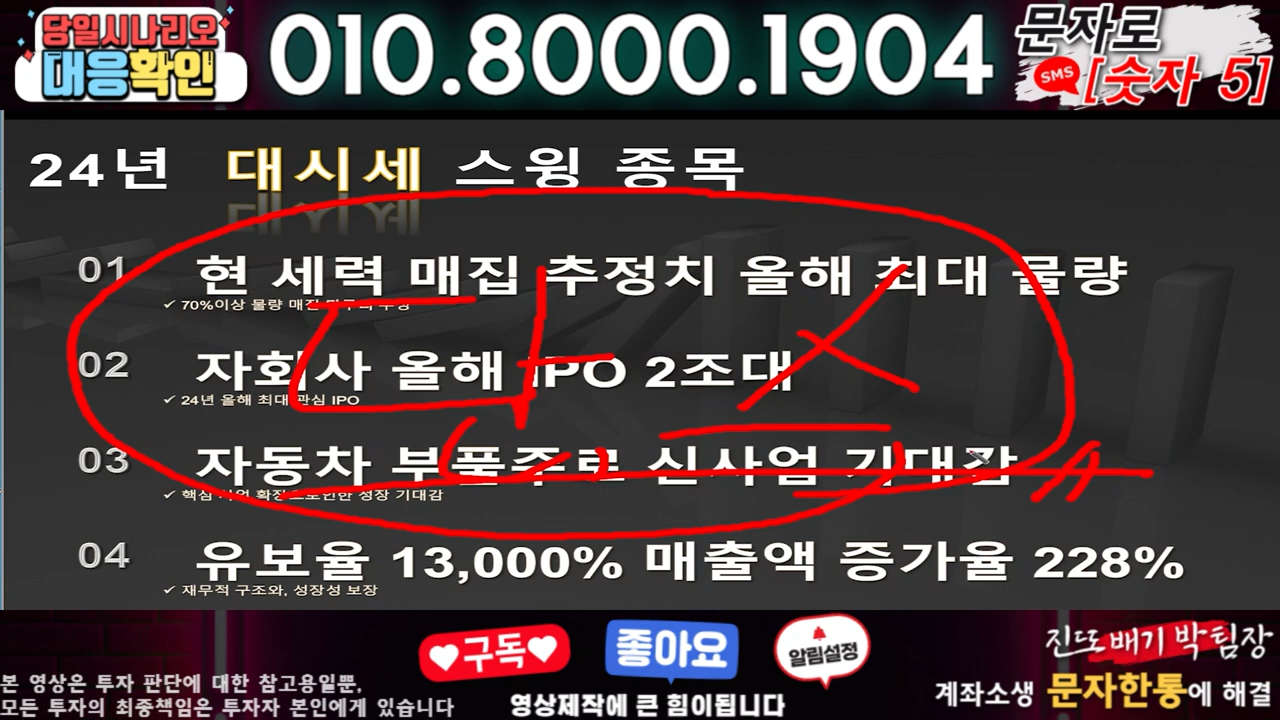 당일시나리오
대응확인
010.8000.1904
문자로
SMS
[숫자 5]
24년 대시세 스윙 종목
01 현 세력 매집 추정치 올해 최대 물량
✓ 70%이상 물량 매집
02 자회사 올해 IPO 2조대
✓ 24년 올해 최대 관심 IPO
03 자동차 부품주로 신사업 기대감
✓ 핵심 사업 확장으로인한 성장 기대감
04 유보율 13,000% 매출액 증가율 228%
✓ 재무적 구조와, 성장성 보장
구독
좋아요
알림설정
영상제작에 큰 힘이됩니다
본 영상은 투자 판단에 대한 참고용일뿐,
모든 투자의 최종책임은 투자자 본인에게 있습니다
진또배기 박팀장
계좌소생 문자한통에 해결